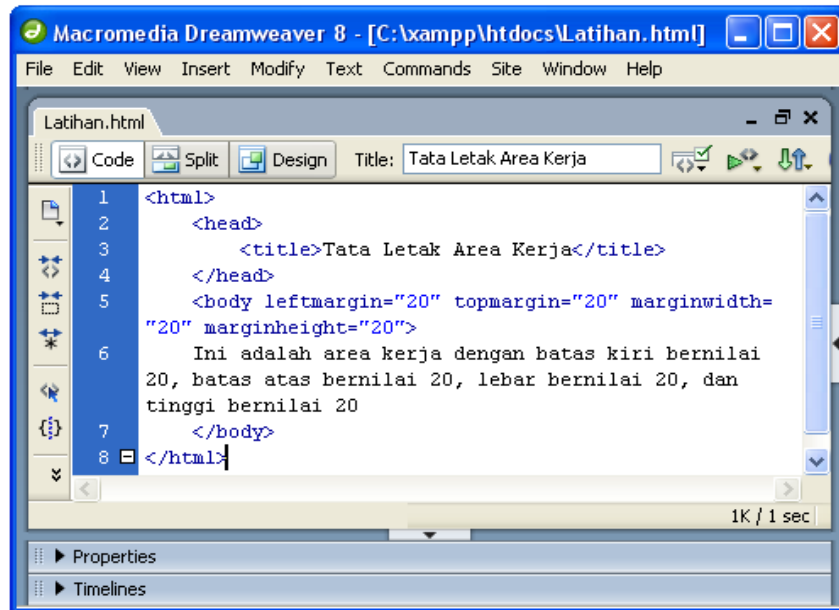 Macromedia Dreamweaver 8 - [C:\xampp\htdocs\Latihan.html]
File Edit View Insert Modify Text Commands Site Window Help
Latihan.html
Code Split Design Title: Tata Letak Area Kerja
1 <html>
2 <head>
3 <title>Tata Letak Area Kerja</title>
4 </head>
5 <body leftmargin="20" topmargin="20" marginwidth=
"20" marginheight="20">
6 Ini adalah area kerja dengan batas kiri bernilai
20, batas atas bernilai 20, lebar bernilai 20, dan
tinggi bernilai 20
7 </body>
8 </html>
1K / 1 sec
Properties
Timelines